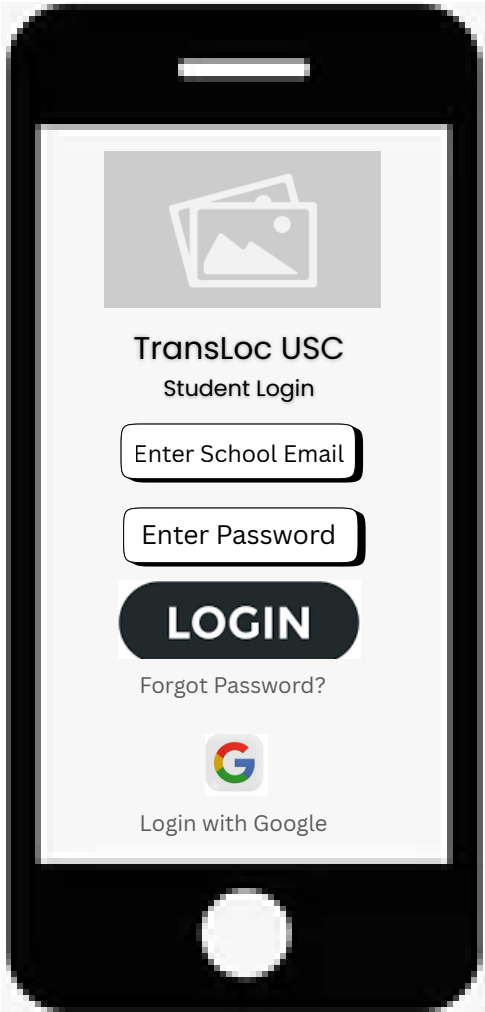 TransLoc USC
Student Login
Enter School Email
Enter Password
LOGIN
Forgot Password?
G
Login with Google